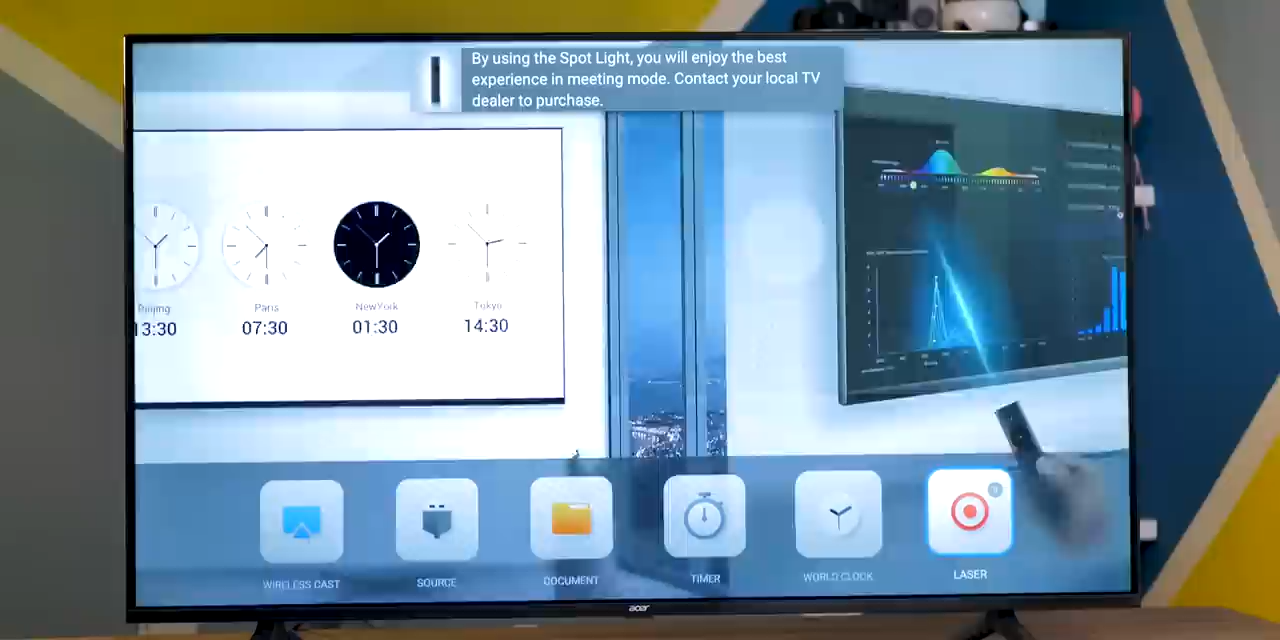 By using the Spot Light, you will enjoy the best
experience in meeting mode. Contact your local TV
dealer to purchase.
Paris
NewYork
Tokyo
13:30
07:30
01:30
14:30
WIRELESS CAST
SOURCE
DOCUMENT
TIMER
WORLD CLOCK
LASER
acer